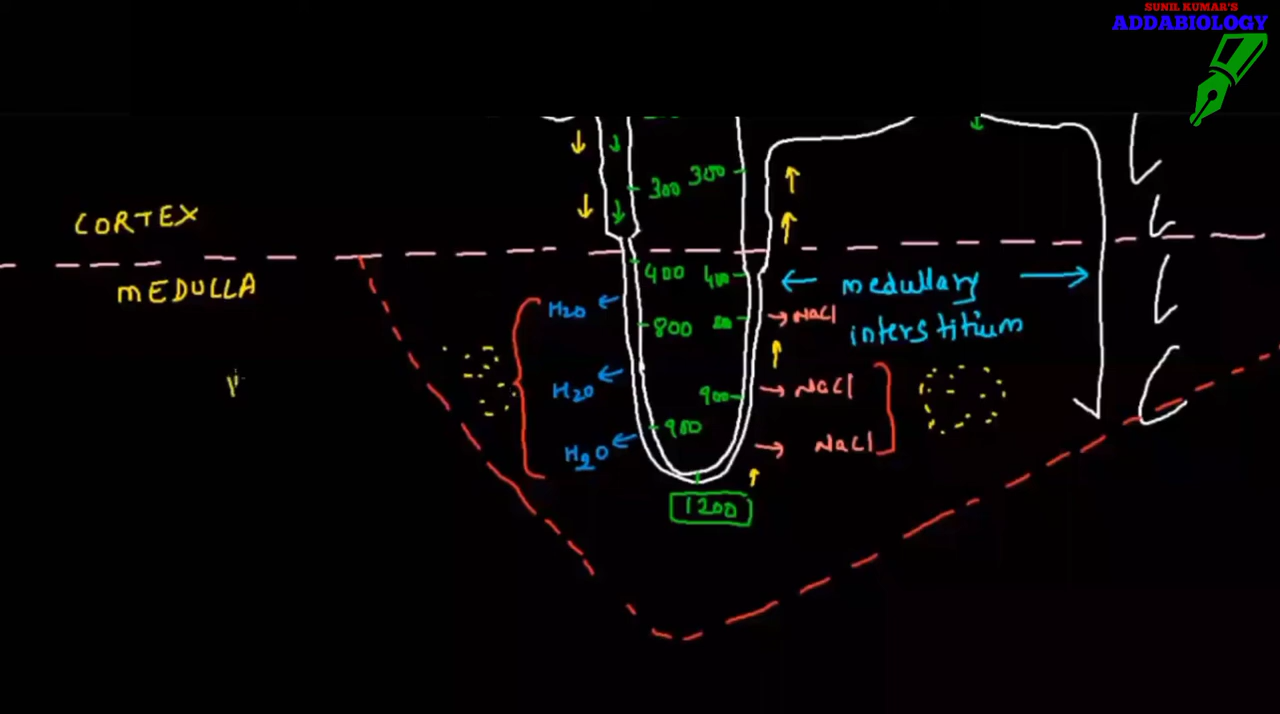 SUNIL KUMAR'S
ADDABIOLOGY
300 300
CORTEX
MEDULLA
400 400
medullary
interstitium
H2O
800
NaCl
H2O
900
NaCl
900
H2O
NaCl
1200